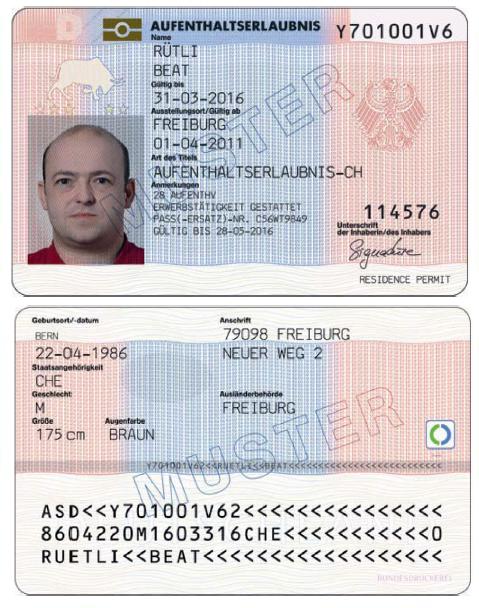 D AUFENTHALTSERLAUBNIS Y701001V6
Name
RÜTLI
BEAT
Gültig bis
31-03-2016
Ausstellungsort/Gültig ab
FREIBURG
01-04-2011
Art des Titels
AUFENTHALTSERLAUBNIS-CH
Anmerkungen
28 AUFENTHV
ERWERBSTÄTIGKEIT GESTATTET
PASS(-ERSATZ)-NR. C56WT9849
GÜLTIG BIS 28-05-2016
114576
Unterschrift
der Inhaberin/des Inhabers
Signature
RESIDENCE PERMIT
MUSTER
Geburtsort/-datum
BERN
22-04-1986
Staatsangehörigkeit
CHE
Geschlecht
M
Größe Augenfarbe
175 cm BRAUN
Anschrift
79098 FREIBURG
NEUER WEG 2
Ausländerbehörde
FREIBURG
MUSTER
Y701001V62<<RUETLI<<BEAT<<<<<<<<<<<<<<<<<<<<<<<
ASD<<Y701001V62<<<<<<<<<<<<<<<
8604220M1603316CHE<<<<<<<<<<<0
RUETLI<<BEAT<<<<<<<<<<<<<<<<<<
BUNDESDRUCKEREI